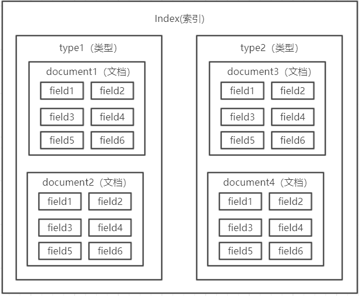 Index(索引)
type1（类型）
document1（文档）
field1 field2
field3 field4
field5 field6
document2（文档）
field1 field2
field3 field4
field5 field6
type2（类型）
document3（文档）
field1 field2
field3 field4
field5 field6
document4（文档）
field1 field2
field3 field4
field5 field6